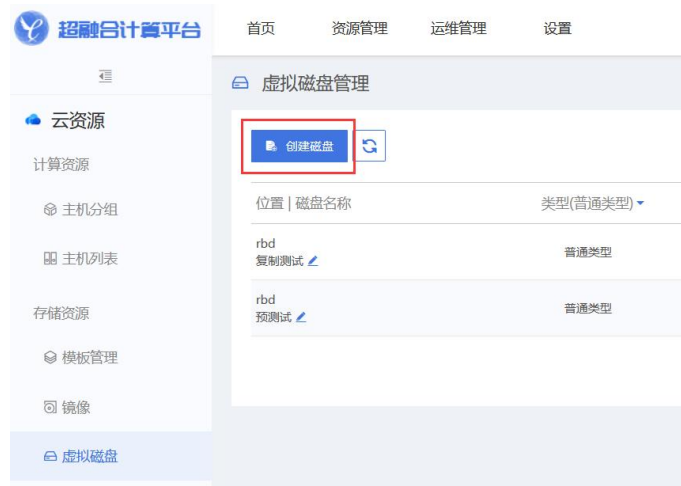 超融合计算平台
首页 资源管理 运维管理 设置
虚拟磁盘管理
云资源
创建磁盘
计算资源
位置 | 磁盘名称 类型(普通类型)
主机分组
rbd
复制测试 普通类型
主机列表
rbd
预测试 普通类型
存储资源
模板管理
镜像
虚拟磁盘